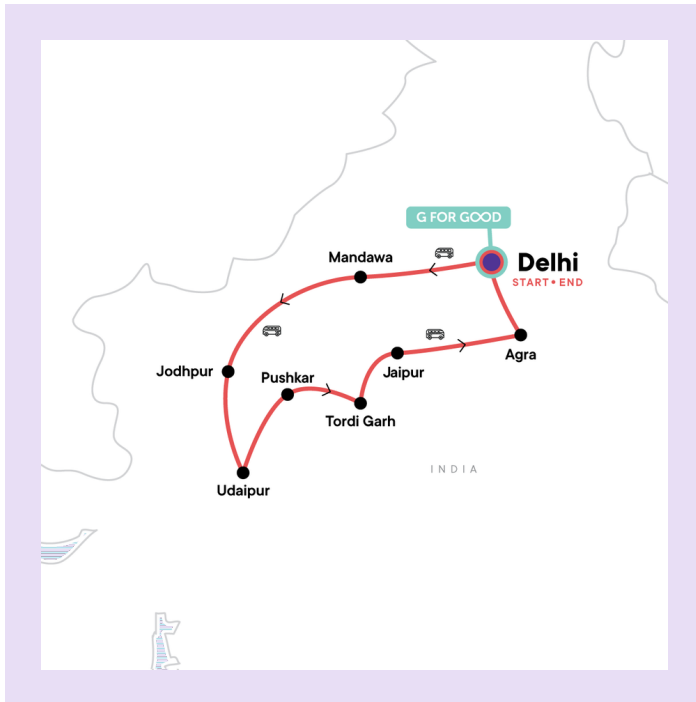 G FOR GOOD
Mandawa
Delhi
START • END
Jodhpur
Pushkar
Jaipur
Agra
Tordi Garh
INDIA
Udaipur